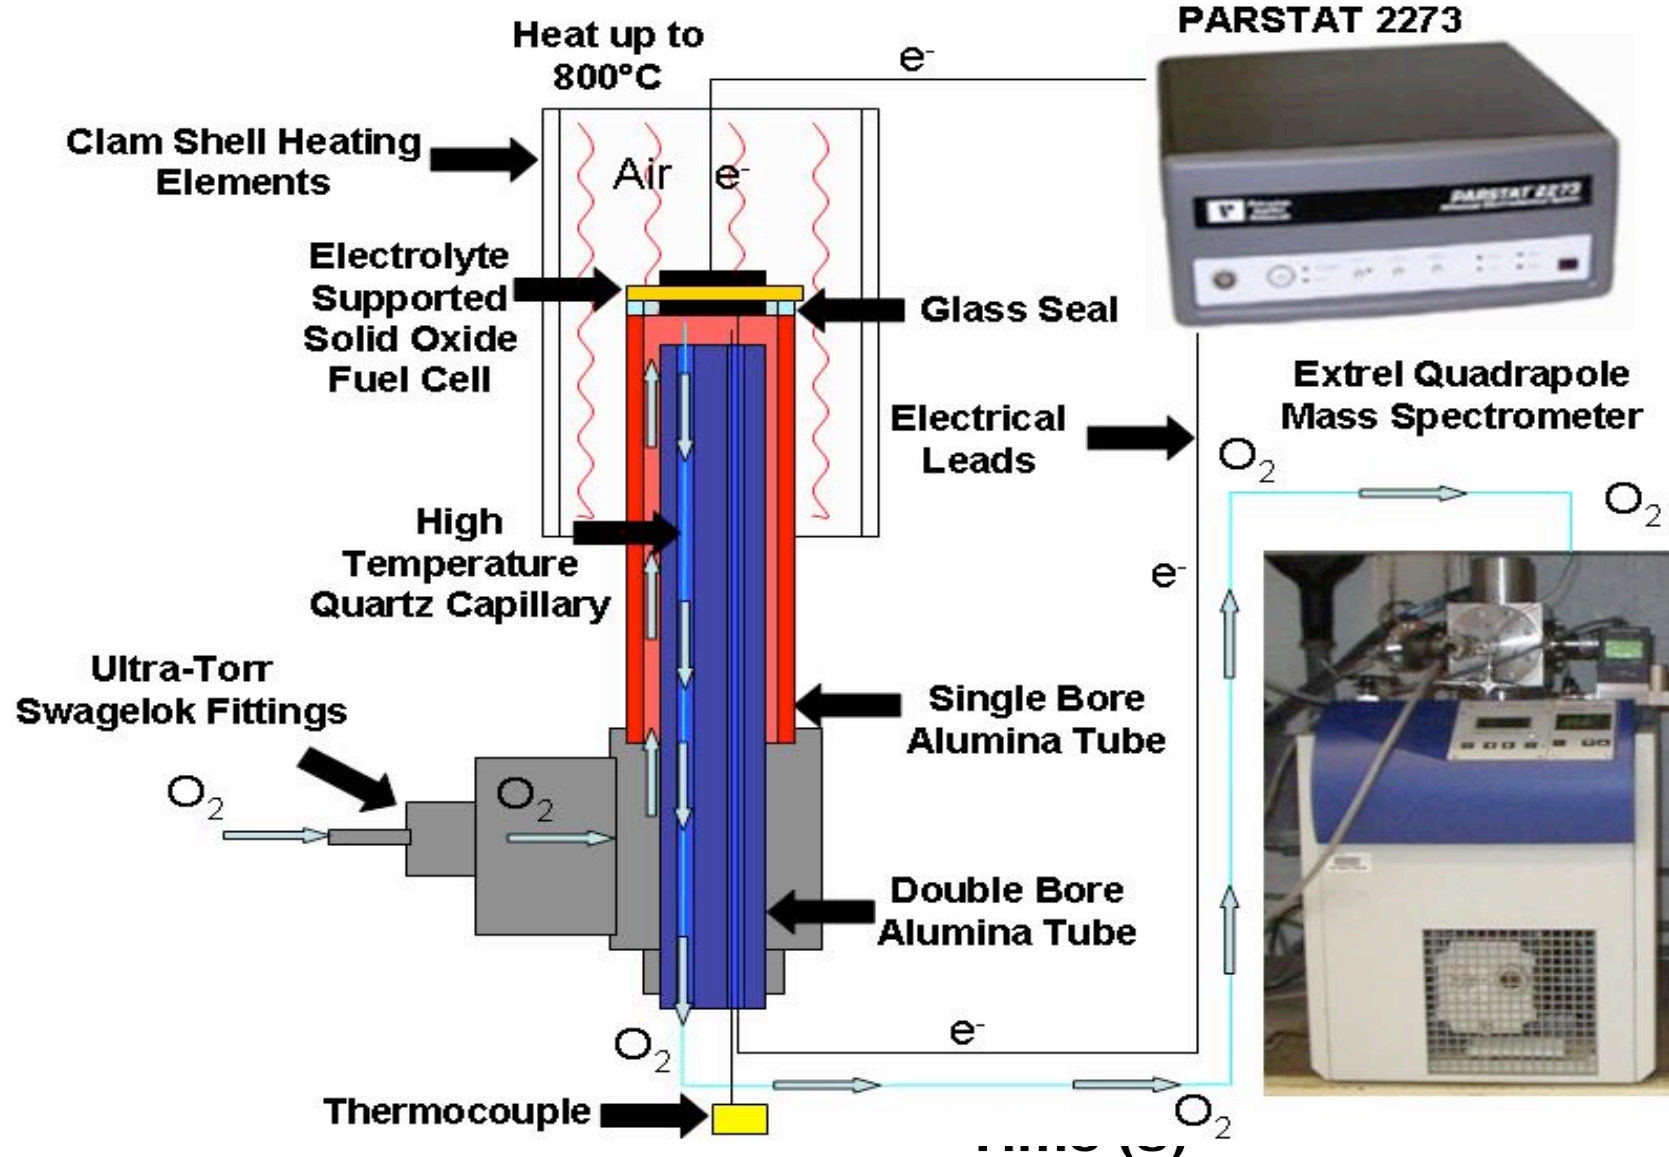 PARSTAT 2273
Heat up to
800°C
e-
Clam Shell Heating
Elements
Air
e-
PARSTAT 2273
Electrolyte
Supported
Solid Oxide
Fuel Cell
Glass Seal
Extrel Quadrapole
Mass Spectrometer
Electrical
Leads
O2
O2
High
Temperature
Quartz Capillary
e-
Ultra-Torr
Swagelok Fittings
Single Bore
Alumina Tube
O2
O2
Double Bore
Alumina Tube
O2
e-
Thermocouple
O2